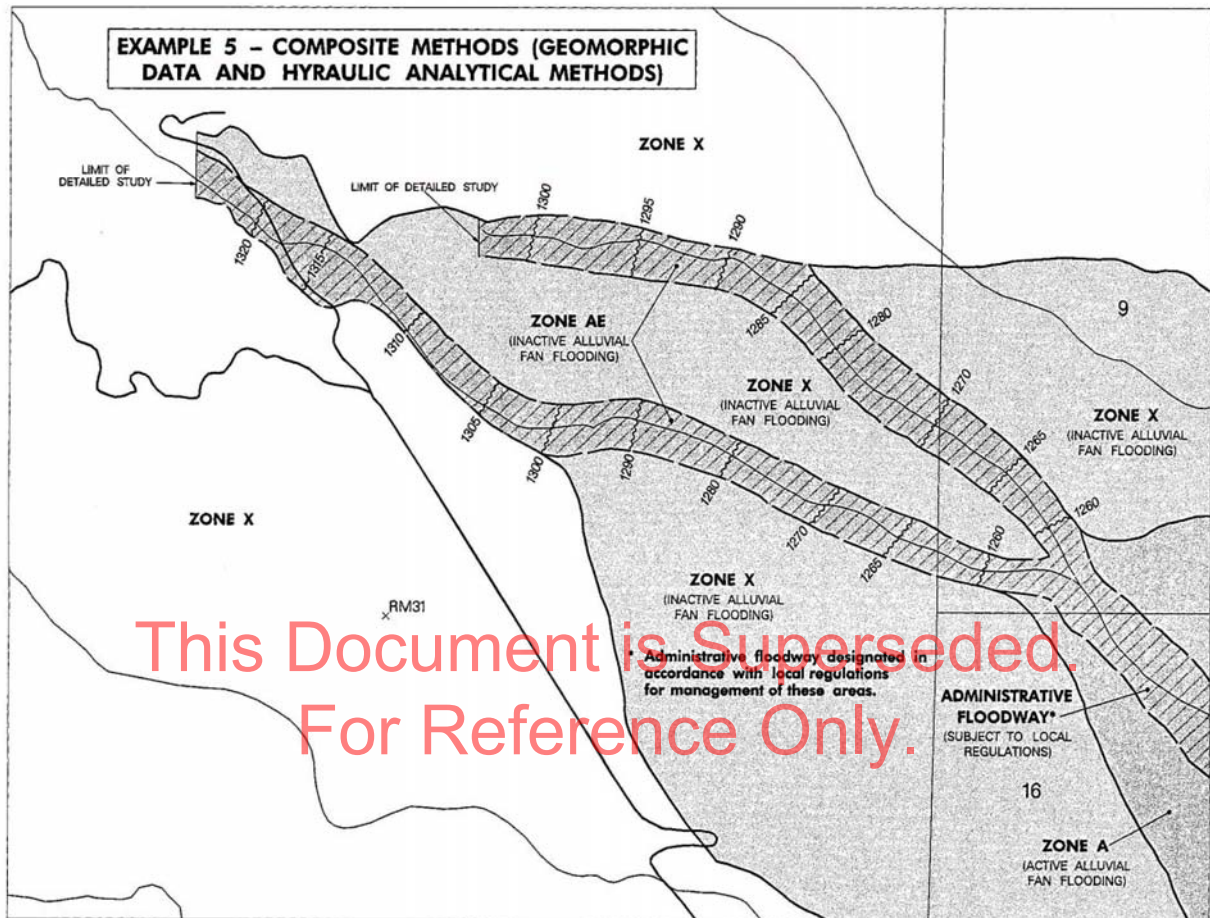 EXAMPLE 5 – COMPOSITE METHODS (GEOMORPHIC
DATA AND HYRAULIC ANALYTICAL METHODS)
ZONE X
LIMIT OF
DETAILED STUDY
LIMIT OF DETAILED STUDY
1300
1295
1290
1320
1315
1310
1305
1300
1290
1280
1270
1265
1260
1285
1280
1270
1265
1260
9
ZONE AE
(INACTIVE ALLUVIAL
FAN FLOODING)
ZONE X
(INACTIVE ALLUVIAL
FAN FLOODING)
ZONE X
(INACTIVE ALLUVIAL
FAN FLOODING)
ZONE X
ZONE X
(INACTIVE ALLUVIAL
FAN FLOODING)
RM31
This Document is Superseded.
For Reference Only.
* Administrative floodway designated in
accordance with local regulations
for management of these areas.
ADMINISTRATIVE
FLOODWAY*
(SUBJECT TO LOCAL
REGULATIONS)
16
ZONE A
(ACTIVE ALLUVIAL
FAN FLOODING)